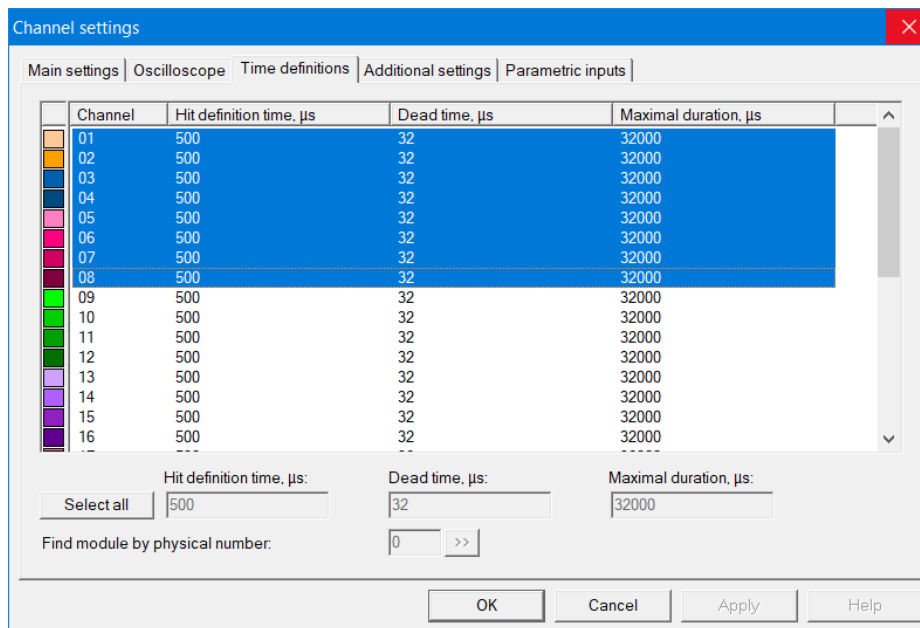 Channel settings
Main settings Oscilloscope Time definitions Additional settings Parametric inputs
Channel Hit definition time, µs Dead time, µs Maximal duration, µs
01 500 32 32000
02 500 32 32000
03 500 32 32000
04 500 32 32000
05 500 32 32000
06 500 32 32000
07 500 32 32000
08 500 32 32000
09 500 32 32000
10 500 32 32000
11 500 32 32000
12 500 32 32000
13 500 32 32000
14 500 32 32000
15 500 32 32000
16 500 32 32000
Hit definition time, µs: Dead time, µs: Maximal duration, µs:
Select all 500 32 32000
Find module by physical number: 0 >>
OK Cancel Apply Help